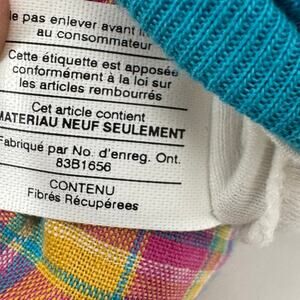 le pas enlever avant
au consommateur
Cette étiquette est apposée
conformément à la loi sur
les articles rembourrés
Cet article contient
MATERIAU NEUF SEULEMENT
Fabriqué par No. d'enreg. Ont.
83B1656
CONTENU
Fibrés Récupérees